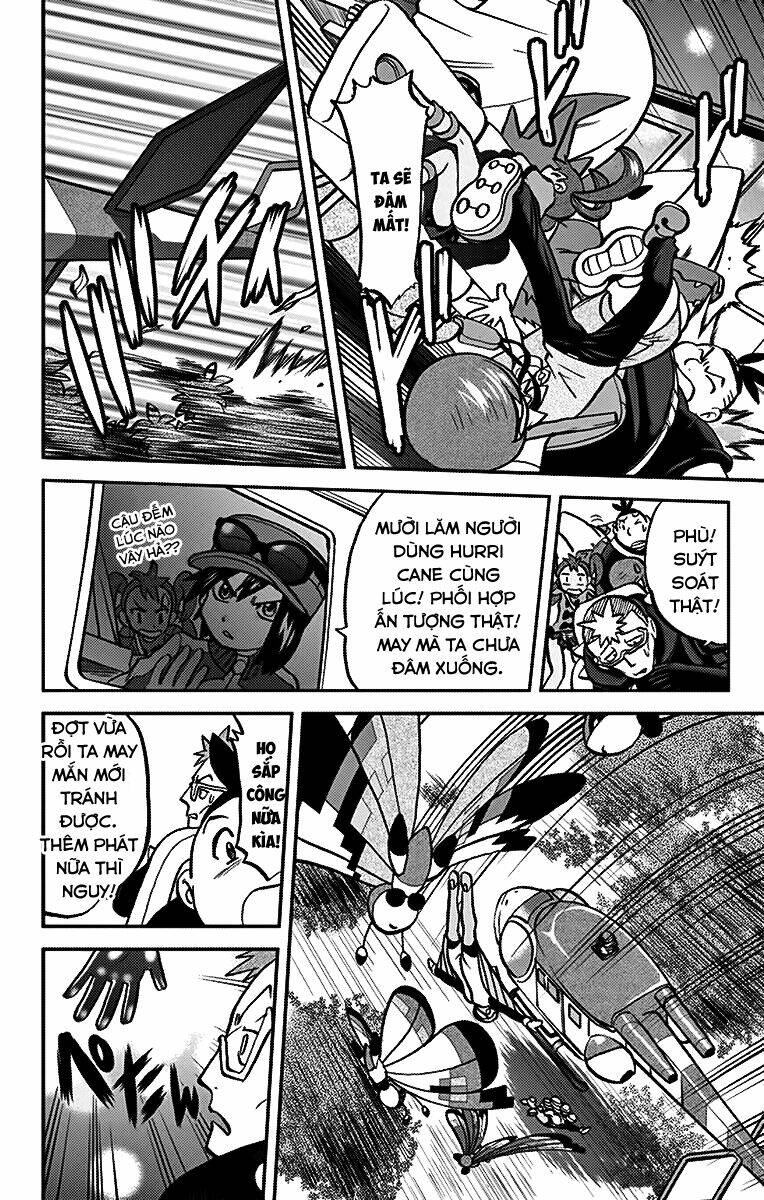 TA SẼ
ĐÂM
MẤT!
PHÙ!
SUÝT
SOÁT
THẬT!
MƯỜI LĂM NGƯỜI
DÙNG HURRI
CANE CÙNG
LÚC! PHỐI HỢP
ẤN TƯỢNG THẬT!
MAY MÀ TA CHƯA
ĐÂM XUỐNG.
CẬU ĐẾM
LÚC NÀO
VẬY HẢ??
HỌ
SẮP
CÔNG
NỮA
KÌA!
ĐỢT VỪA
RỒI TA MAY
MẮN MỚI
TRÁNH
ĐƯỢC.
THÊM PHÁT
NỮA THÌ
NGUY!